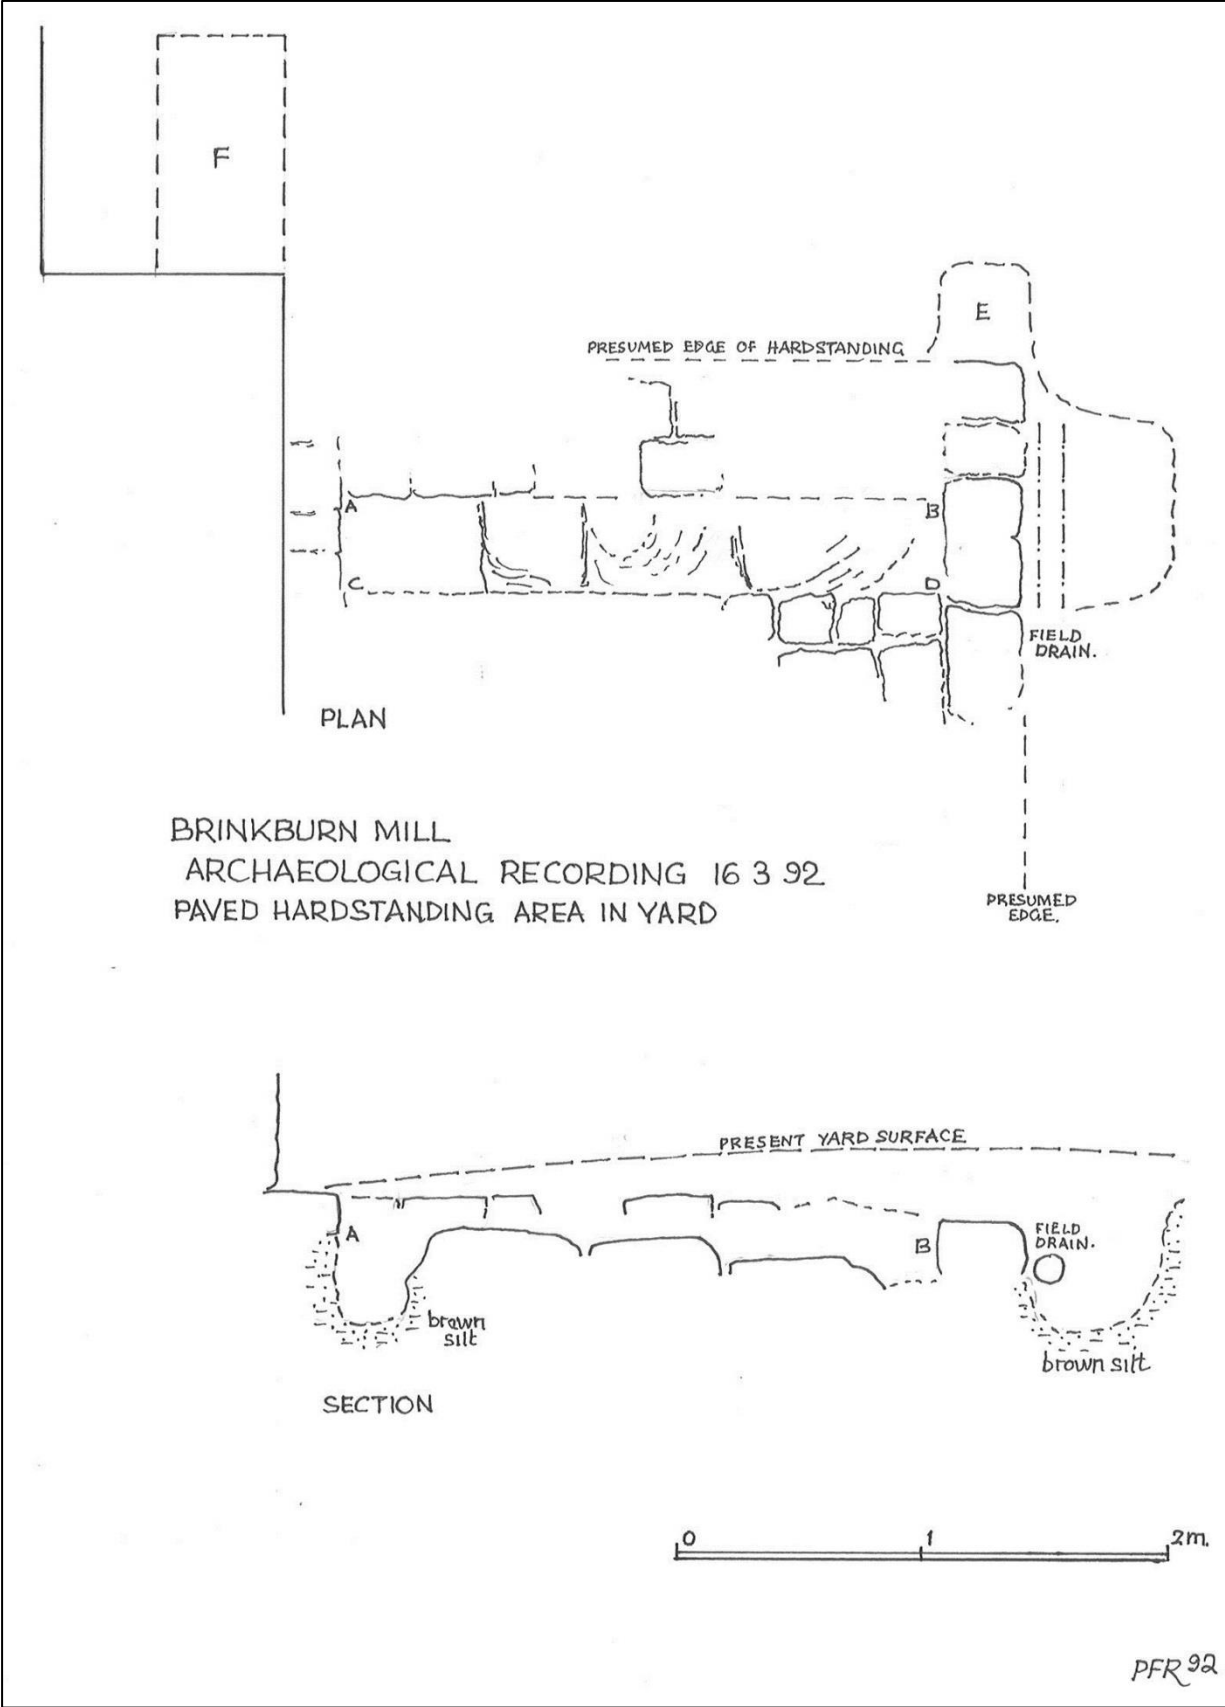 F
E
PRESUMED EDGE OF HARDSTANDING
A
B
C
D
FIELD
DRAIN.
PLAN
BRINKBURN MILL
ARCHAEOLOGICAL RECORDING 16 3 92
PAVED HARDSTANDING AREA IN YARD
PRESUMED
EDGE.
PRESENT YARD SURFACE
A
B
FIELD
DRAIN.
brown
silt
brown silt
SECTION
0 1 2m.
PFR 92